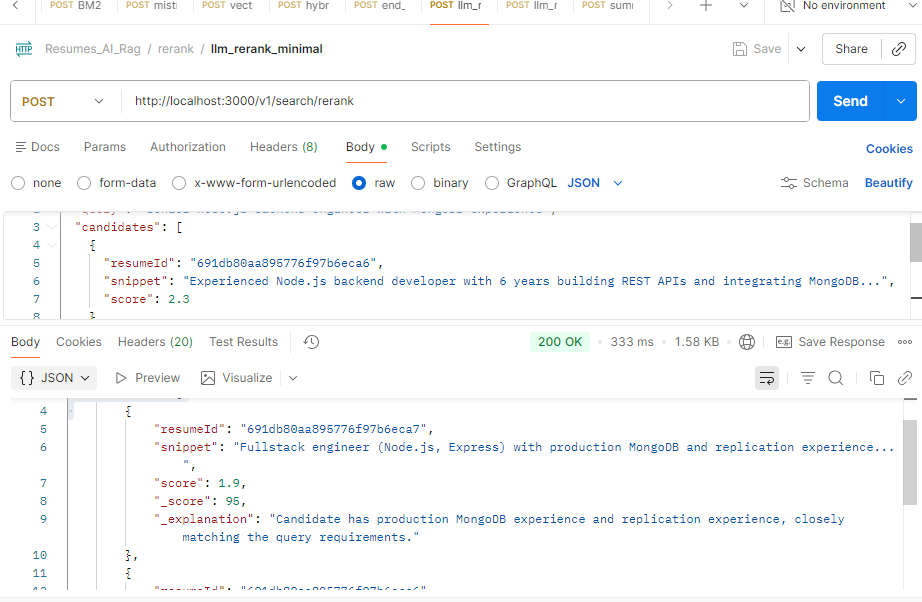 POST BM2 POST misti POST vect POST hybr POST end_ POST llm_r POST llm_r POST sumi No environment
HTTP Resumes_AI_Rag / rerank / llm_rerank_minimal Save Share
POST http://localhost:3000/v1/search/rerank Send
Docs Params Authorization Headers (8) Body Scripts Settings Cookies
none form-data x-www-form-urlencoded raw binary GraphQL JSON Schema Beautify
3 "candidates": [
4 {
5 "resumeId": "691db80aa895776f97b6eca6",
6 "snippet": "Experienced Node.js backend developer with 6 years building REST APIs and integrating MongoDB...",
7 "score": 2.3
8 }
Body Cookies Headers (20) Test Results 200 OK 333 ms 1.58 KB e.g. Save Response
{} JSON Preview Visualize
4 {
5 "resumeId": "691db80aa895776f97b6eca7",
6 "snippet": "Fullstack engineer (Node.js, Express) with production MongoDB and replication experience...
",
7 "score": 1.9,
8 "_score": 95,
9 "_explanation": "Candidate has production MongoDB experience and replication experience, closely
matching the query requirements."
10 },
11 {